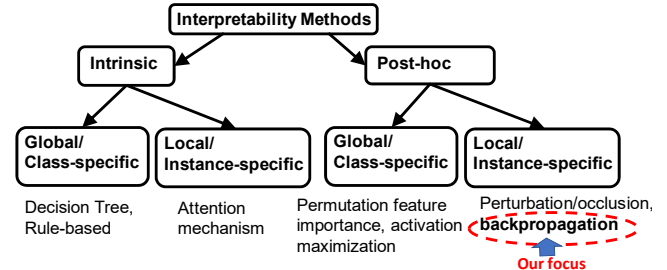 Interpretability Methods
Intrinsic
Post-hoc
Global/
Class-specific
Local/
Instance-specific
Global/
Class-specific
Local/
Instance-specific
Decision Tree,
Rule-based
Attention
mechanism
Permutation feature
importance, activation
maximization
Perturbation/occlusion,
backpropagation
Our focus